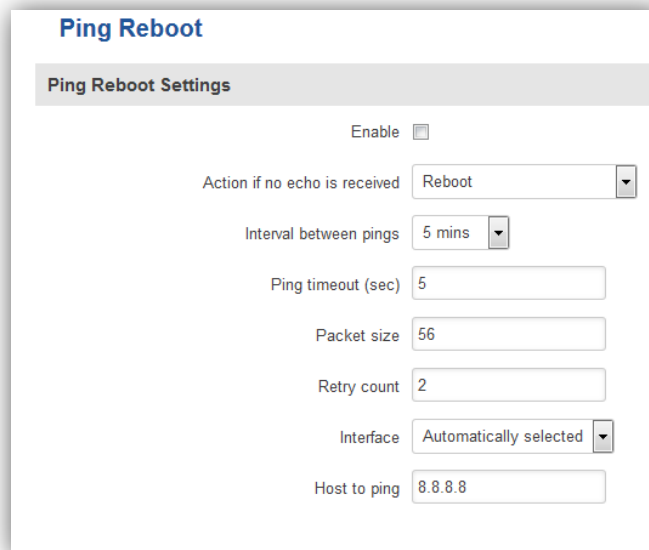 Ping Reboot
Ping Reboot Settings
Enable
Action if no echo is received Reboot
Interval between pings 5 mins
Ping timeout (sec) 5
Packet size 56
Retry count 2
Interface Automatically selected
Host to ping 8.8.8.8